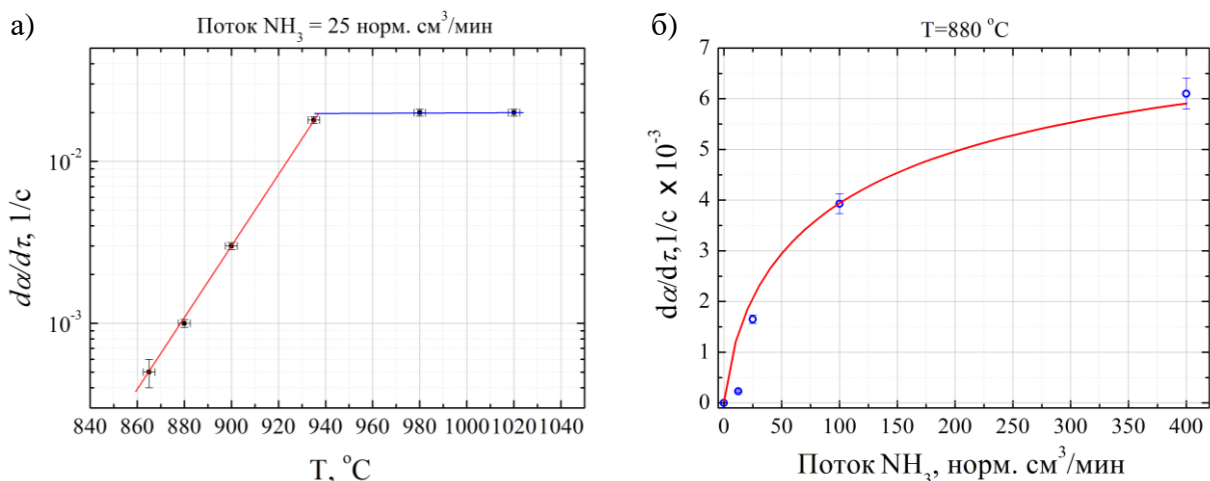 а)
Поток NH3 = 25 норм. см3/мин
dα/dτ, 1/c
10-2
10-3
840 860 880 900 920 940 960 980 1000 1020 1040
T, oC
б)
T=880 oC
dα/dτ,1/c x 10-3
7
6
5
4
3
2
1
0
0 50 100 150 200 250 300 350 400
Поток NH3, норм. см3/мин